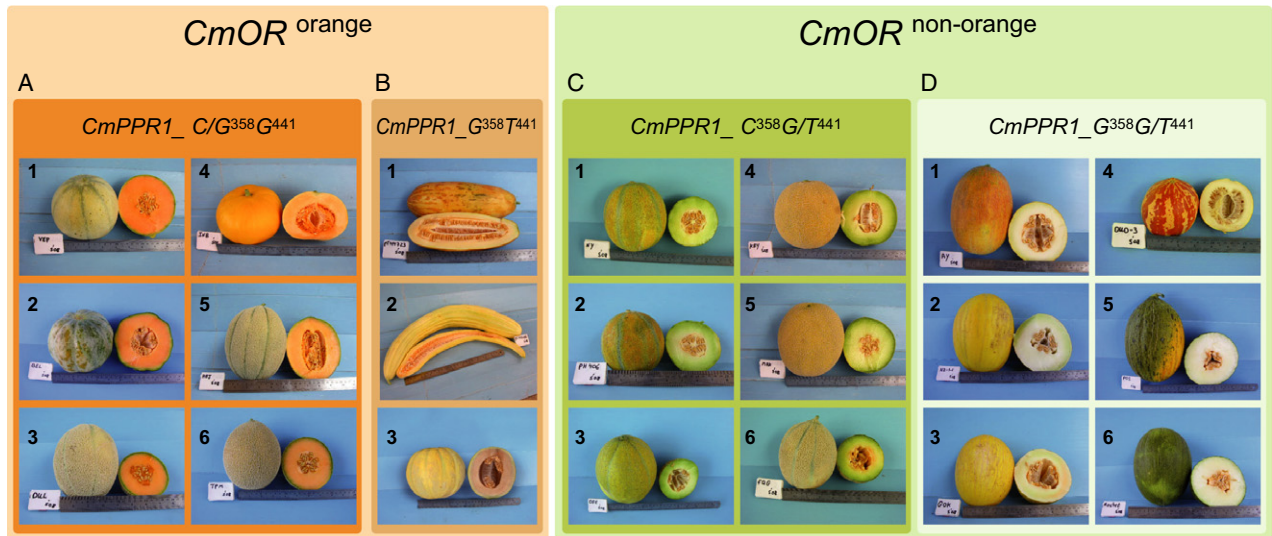 CmOR orange
CmOR non-orange
A
B
C
D
CmPPR1_ C/G358G441
CmPPR1_G358T441
CmPPR1_ C358G/T441
CmPPR1_G358G/T441
1
4
2
5
3
6
1
2
3
1
4
2
5
3
6
1
4
2
5
3
6